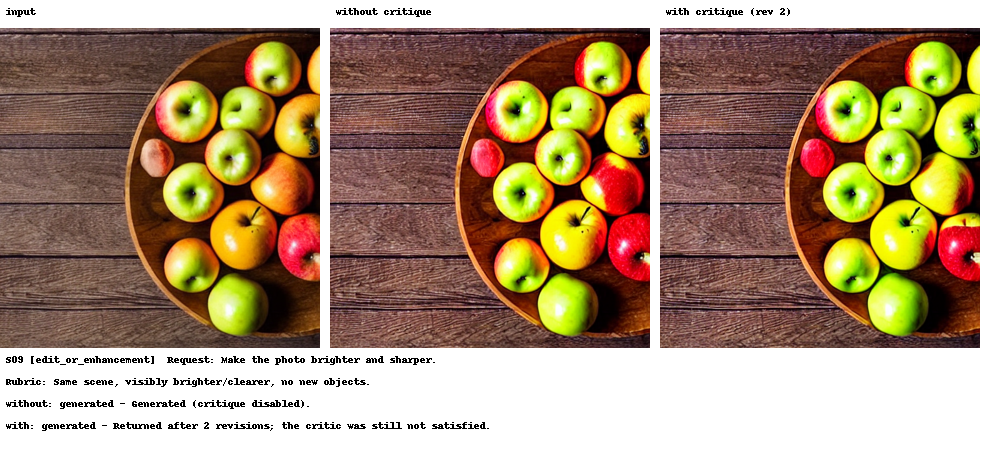 input
without critique
with critique (rev 2)
S09 [edit_or_enhancement]  Request: Make the photo brighter and sharper.
Rubric: Same scene, visibly brighter/clearer, no new objects.
without: generated – Generated (critique disabled).
with: generated – Returned after 2 revisions; the critic was still not satisfied.